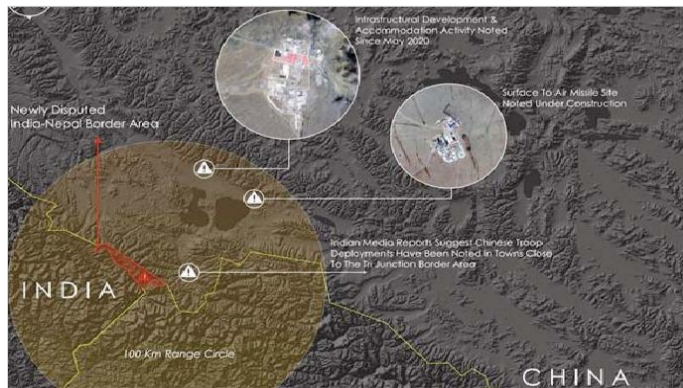 Infrastructural Development &
Accommodation Activity Noted
Since May 2020
Surface To Air Missile Site
Noted Under Construction
Newly Disputed
India-Nepal Border Area
Indian Media Reports Suggest Chinese Troop
Deployments Have Been Noted In Towns Close
To The Tri Junction Border Area
INDIA
100 Km Range Circle
CHINA